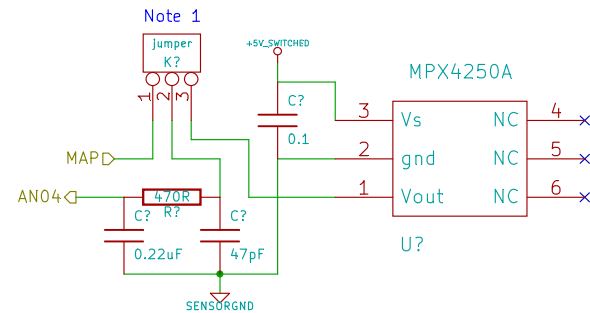 Note 1
jumper
K?
1 2 3
+5V_SWITCHED
MPX4250A
C?
0.1
3 Vs NC 4
2 gnd NC 5
1 Vout NC 6
U?
MAP
AN04
470R
R?
C?
0.22uF
C?
47pF
SENSORGND